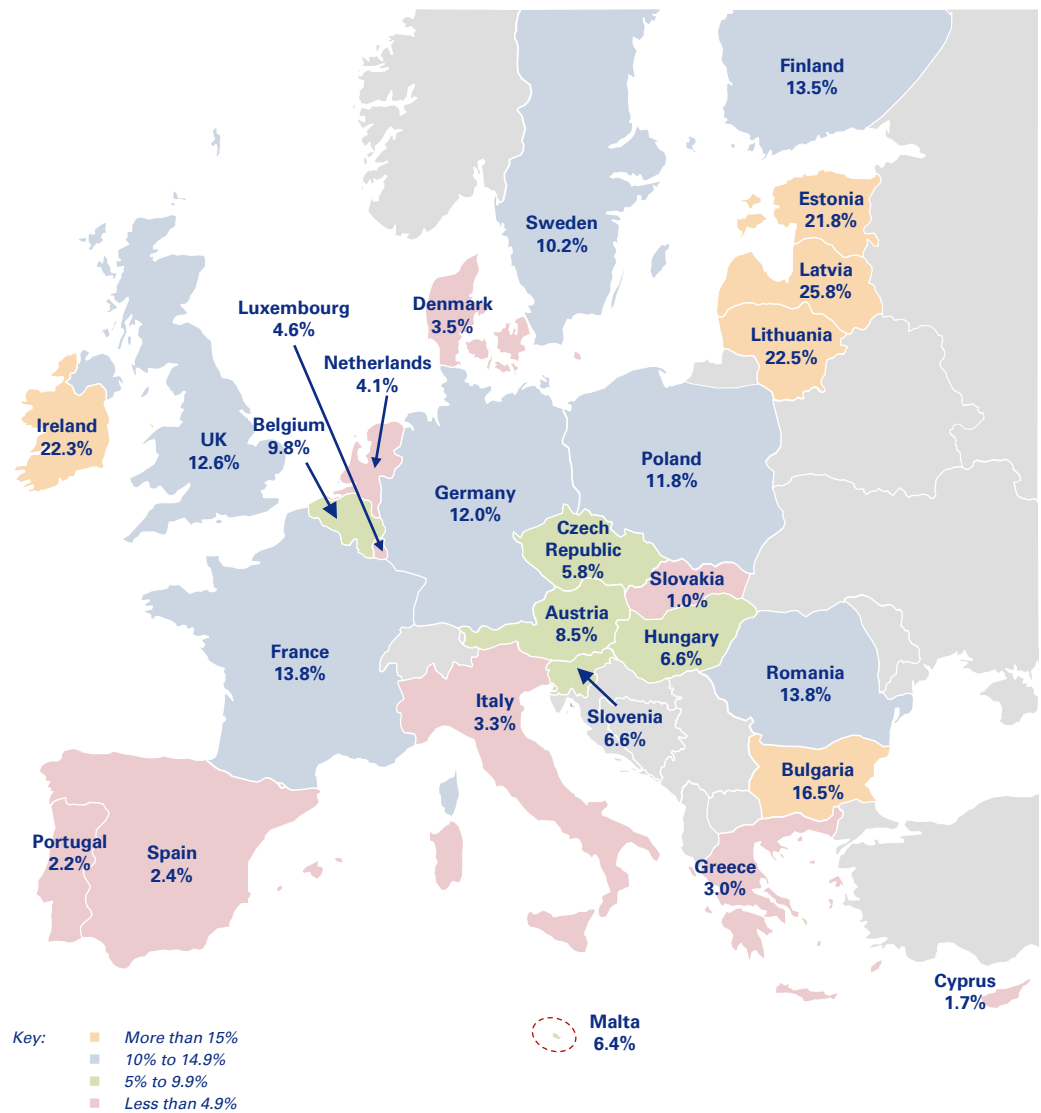 Finland
13.5%
Estonia
21.8%
Sweden
10.2%
Latvia
25.8%
Luxembourg
4.6%
Denmark
3.5%
Lithuania
22.5%
Netherlands
4.1%
Ireland
22.3%
Belgium
9.8%
UK
12.6%
Poland
11.8%
Germany
12.0%
Czech
Republic
5.8%
Slovakia
1.0%
Austria
8.5%
Hungary
6.6%
France
13.8%
Romania
13.8%
Italy
3.3%
Slovenia
6.6%
Bulgaria
16.5%
Portugal
2.2%
Spain
2.4%
Greece
3.0%
Cyprus
1.7%
Malta
6.4%
Key:
More than 15%
10% to 14.9%
5% to 9.9%
Less than 4.9%